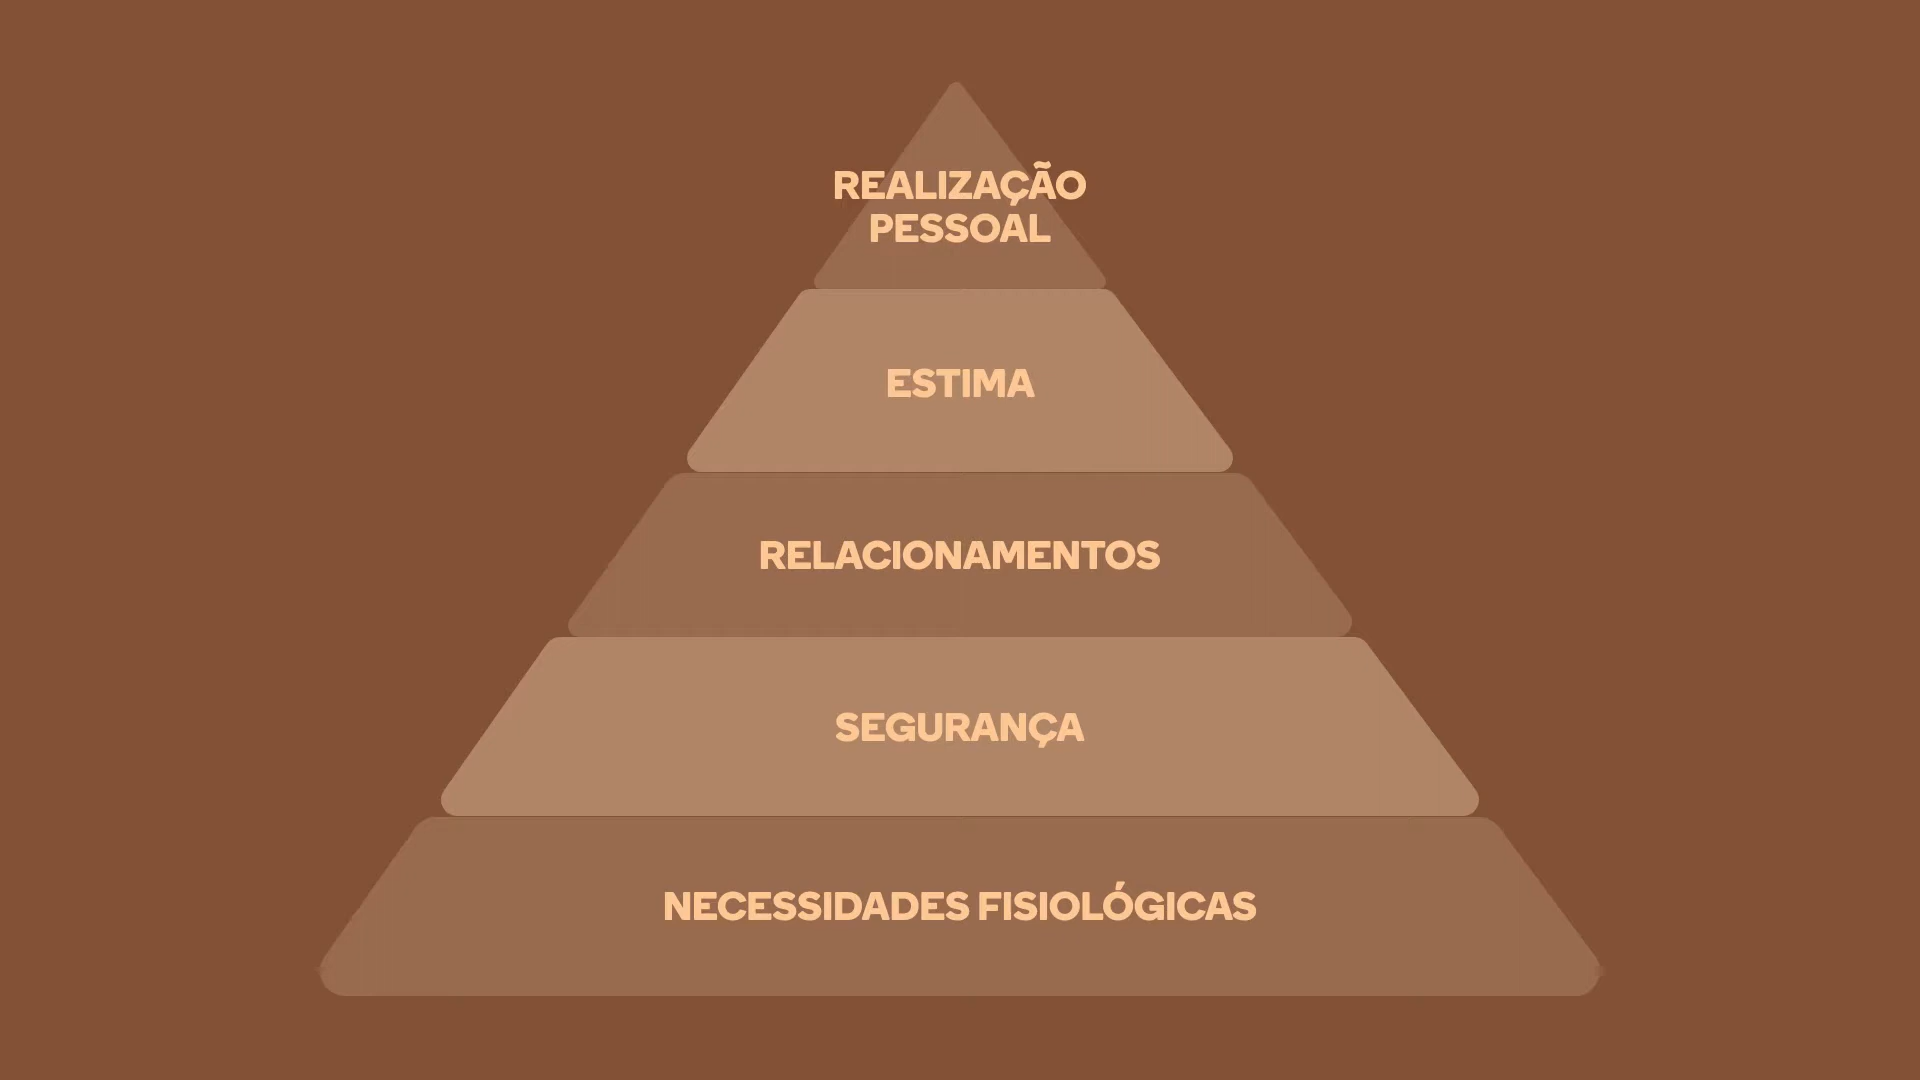 REALIZAÇÃO
PESSOAL
ESTIMA
RELACIONAMENTOS
SEGURANÇA
NECESSIDADES FISIOLÓGICAS